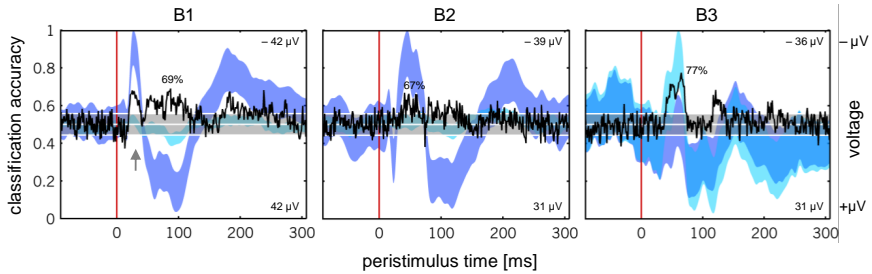 B1 B2 B3
classification accuracy
1
0.8
0.6
0.4
0.2
0
– 42 µV
69%
42 µV
– 39 µV
67%
31 µV
– 36 µV
77%
31 µV
–µV
voltage
+µV
0 100 200 300
0 100 200 300
0 100 200 300
peristimulus time [ms]